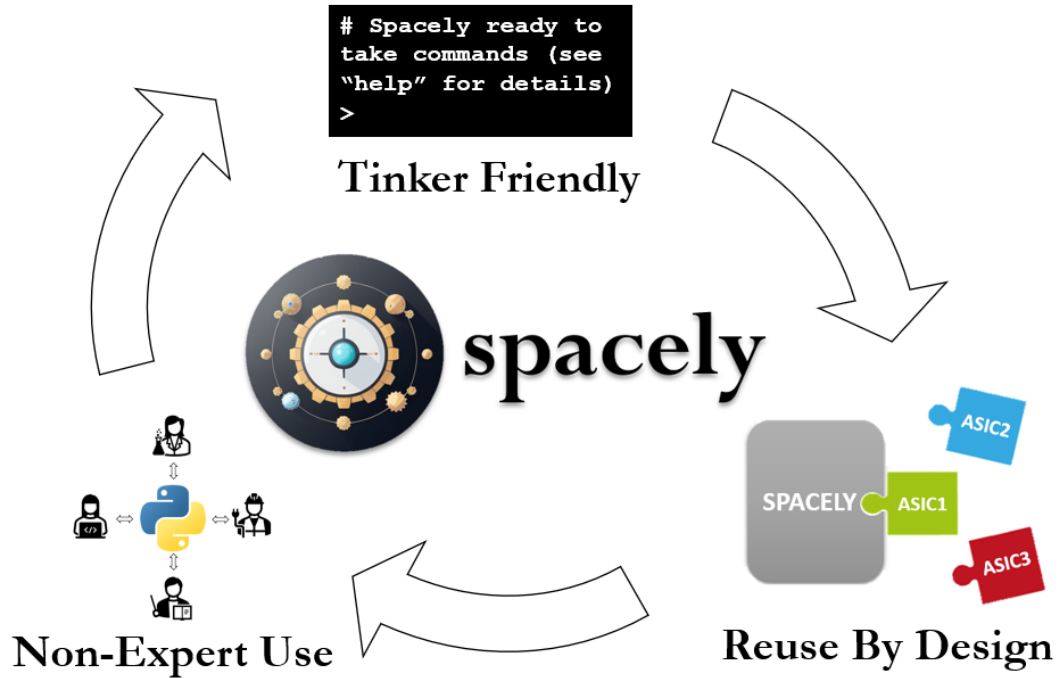 # Spacely ready to
take commands (see
“help” for details)
>
Tinker Friendly
spacely
ASIC2
SPACELY
ASIC1
ASIC3
</>
Non-Expert Use
Reuse By Design